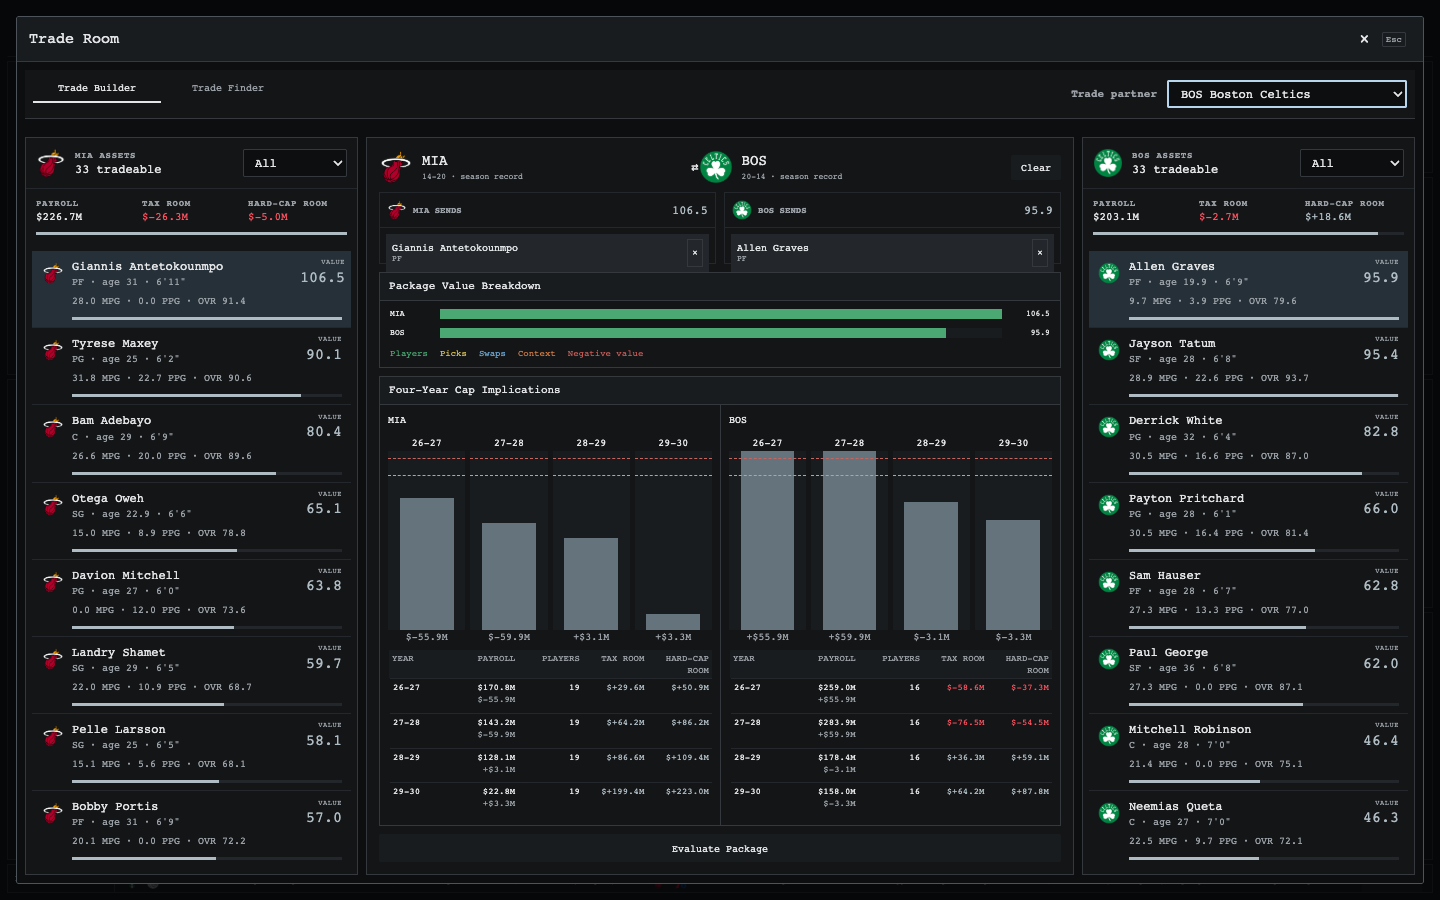 Trade Room
× Esc
Trade Builder Trade Finder
Trade partner BOS Boston Celtics
MIA ASSETS
33 tradeable
All
PAYROLL TAX ROOM HARD-CAP ROOM
$226.7M $-26.3M $-5.0M
Giannis Antetokounmpo
PF · age 31 · 6'11"
28.0 MPG · 0.0 PPG · OVR 91.4
VALUE
106.5
Tyrese Maxey
PG · age 25 · 6'2"
31.8 MPG · 22.7 PPG · OVR 90.6
VALUE
90.1
Bam Adebayo
C · age 29 · 6'9"
26.6 MPG · 20.0 PPG · OVR 89.6
VALUE
80.4
Otega Oweh
SG · age 22.9 · 6'6"
15.0 MPG · 8.9 PPG · OVR 78.8
VALUE
65.1
Davion Mitchell
PG · age 27 · 6'0"
0.0 MPG · 12.0 PPG · OVR 73.6
VALUE
63.8
Landry Shamet
SG · age 29 · 6'5"
22.0 MPG · 10.9 PPG · OVR 68.7
VALUE
59.7
Pelle Larsson
SG · age 25 · 6'5"
15.1 MPG · 5.6 PPG · OVR 68.1
VALUE
58.1
Bobby Portis
PF · age 31 · 6'9"
20.1 MPG · 0.0 PPG · OVR 72.2
VALUE
57.0
MIA
14-20 · season record
⇄
BOS
20-14 · season record
Clear
MIA SENDS 106.5
Giannis Antetokounmpo
PF
×
BOS SENDS 95.9
Allen Graves
PF
×
Package Value Breakdown
MIA 106.5
BOS 95.9
Players Picks Swaps Context Negative value
Four-Year Cap Implications
MIA
26-27 27-28 28-29 29-30
$-55.9M $-59.9M +$3.1M +$3.3M
YEAR PAYROLL PLAYERS TAX ROOM HARD-CAP ROOM
26-27 $170.8M 19 $+29.6M $+50.9M
$-55.9M
27-28 $143.2M 19 $+64.2M $+86.2M
$-59.9M
28-29 $128.1M 19 $+86.6M $+109.4M
+$3.1M
29-30 $22.8M 19 $+199.4M $+223.0M
+$3.3M
BOS
26-27 27-28 28-29 29-30
+$55.9M +$59.9M $-3.1M $-3.3M
YEAR PAYROLL PLAYERS TAX ROOM HARD-CAP ROOM
26-27 $259.0M 16 $-58.6M $-37.3M
+$55.9M
27-28 $283.9M 16 $-76.5M $-54.5M
+$59.9M
28-29 $178.4M 16 $+36.3M $+59.1M
$-3.1M
29-30 $158.0M 16 $+64.2M $+87.8M
$-3.3M
Evaluate Package
BOS ASSETS
33 tradeable
All
PAYROLL TAX ROOM HARD-CAP ROOM
$203.1M $-2.7M $+18.6M
Allen Graves
PF · age 19.9 · 6'9"
9.7 MPG · 3.9 PPG · OVR 79.6
VALUE
95.9
Jayson Tatum
SF · age 28 · 6'8"
28.9 MPG · 22.6 PPG · OVR 93.7
VALUE
95.4
Derrick White
PG · age 32 · 6'4"
30.5 MPG · 16.6 PPG · OVR 87.0
VALUE
82.8
Payton Pritchard
PG · age 28 · 6'1"
30.5 MPG · 16.4 PPG · OVR 81.4
VALUE
66.0
Sam Hauser
PF · age 28 · 6'7"
27.3 MPG · 13.3 PPG · OVR 77.0
VALUE
62.8
Paul George
SF · age 36 · 6'8"
27.3 MPG · 0.0 PPG · OVR 87.1
VALUE
62.0
Mitchell Robinson
C · age 28 · 7'0"
21.4 MPG · 0.0 PPG · OVR 75.1
VALUE
46.4
Neemias Queta
C · age 27 · 7'0"
22.5 MPG · 9.7 PPG · OVR 72.1
VALUE
46.3